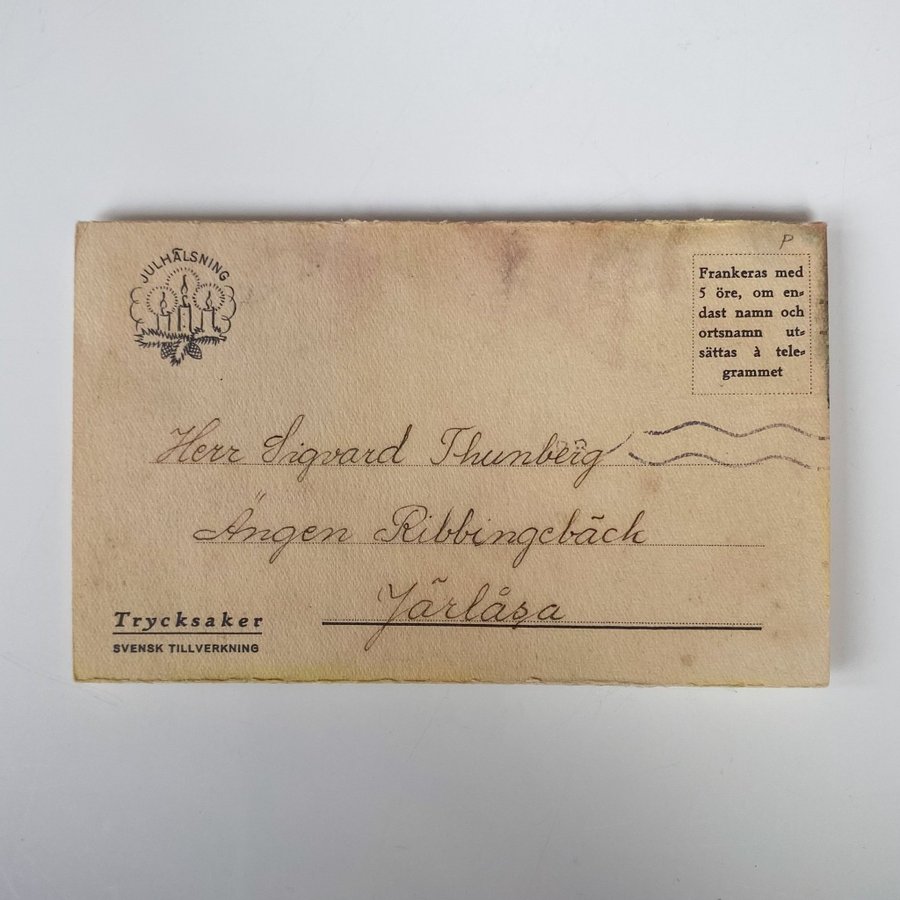 JULHÄLSNING
P
Frankeras med
5 öre, om en-
dast namn och
ortsnamn ut-
sättas à tele-
grammet
Herr Sigvard Thunberg
Ängen Ribbingebäck
Järlåsa
Trycksaker
SVENSK TILLVERKNING